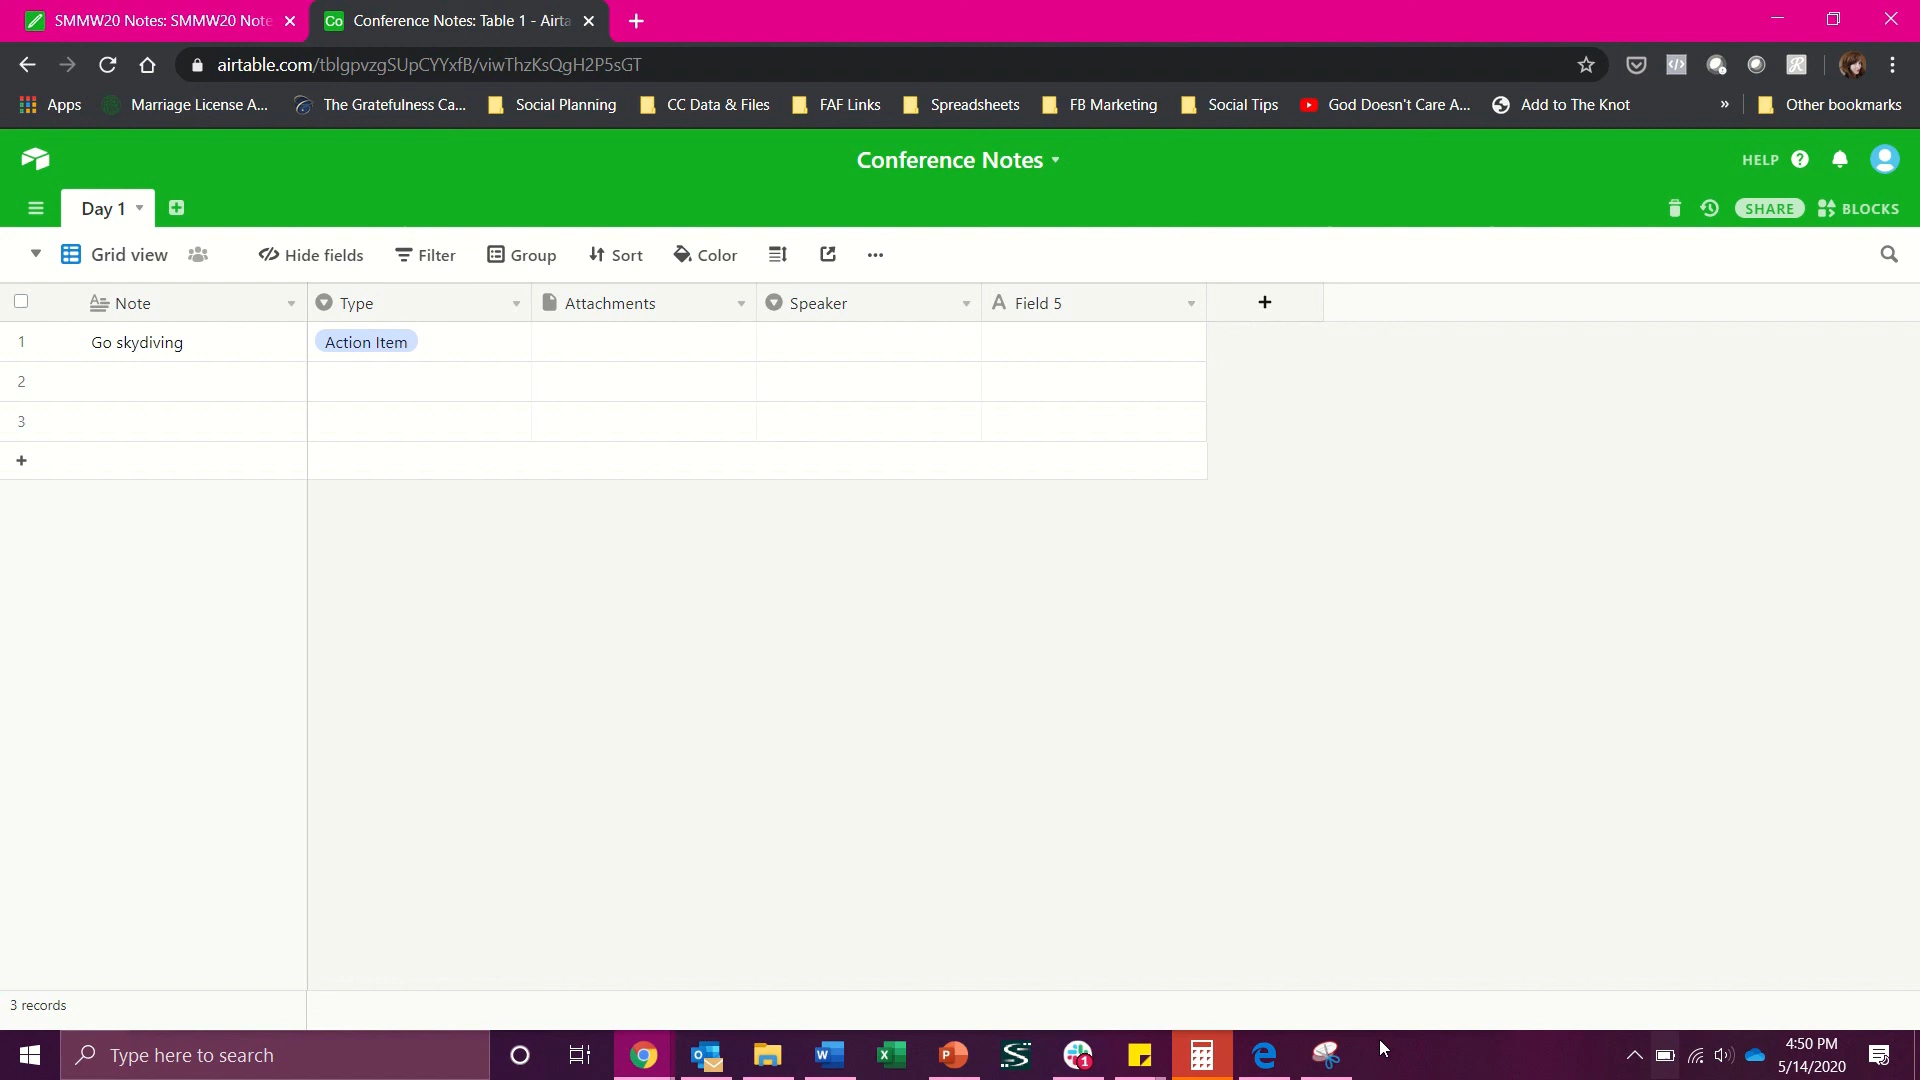 SMMW20 Notes: SMMW20 Note
Co Conference Notes: Table 1 - Airta
airtable.com/tblgpvzgSUpCYYxfB/viwThzKsQgH2P5sGT
Apps Marriage License A... The Gratefulness Ca... Social Planning CC Data & Files FAF Links Spreadsheets FB Marketing Social Tips God Doesn't Care A... Add to The Knot » Other bookmarks
Conference Notes
HELP ?
Day 1
SHARE BLOCKS
Grid view Hide fields Filter Group Sort Color
Note Type Attachments Speaker A Field 5 +
1 Go skydiving Action Item
2
3
+
3 records
Type here to search
4:50 PM
5/14/2020